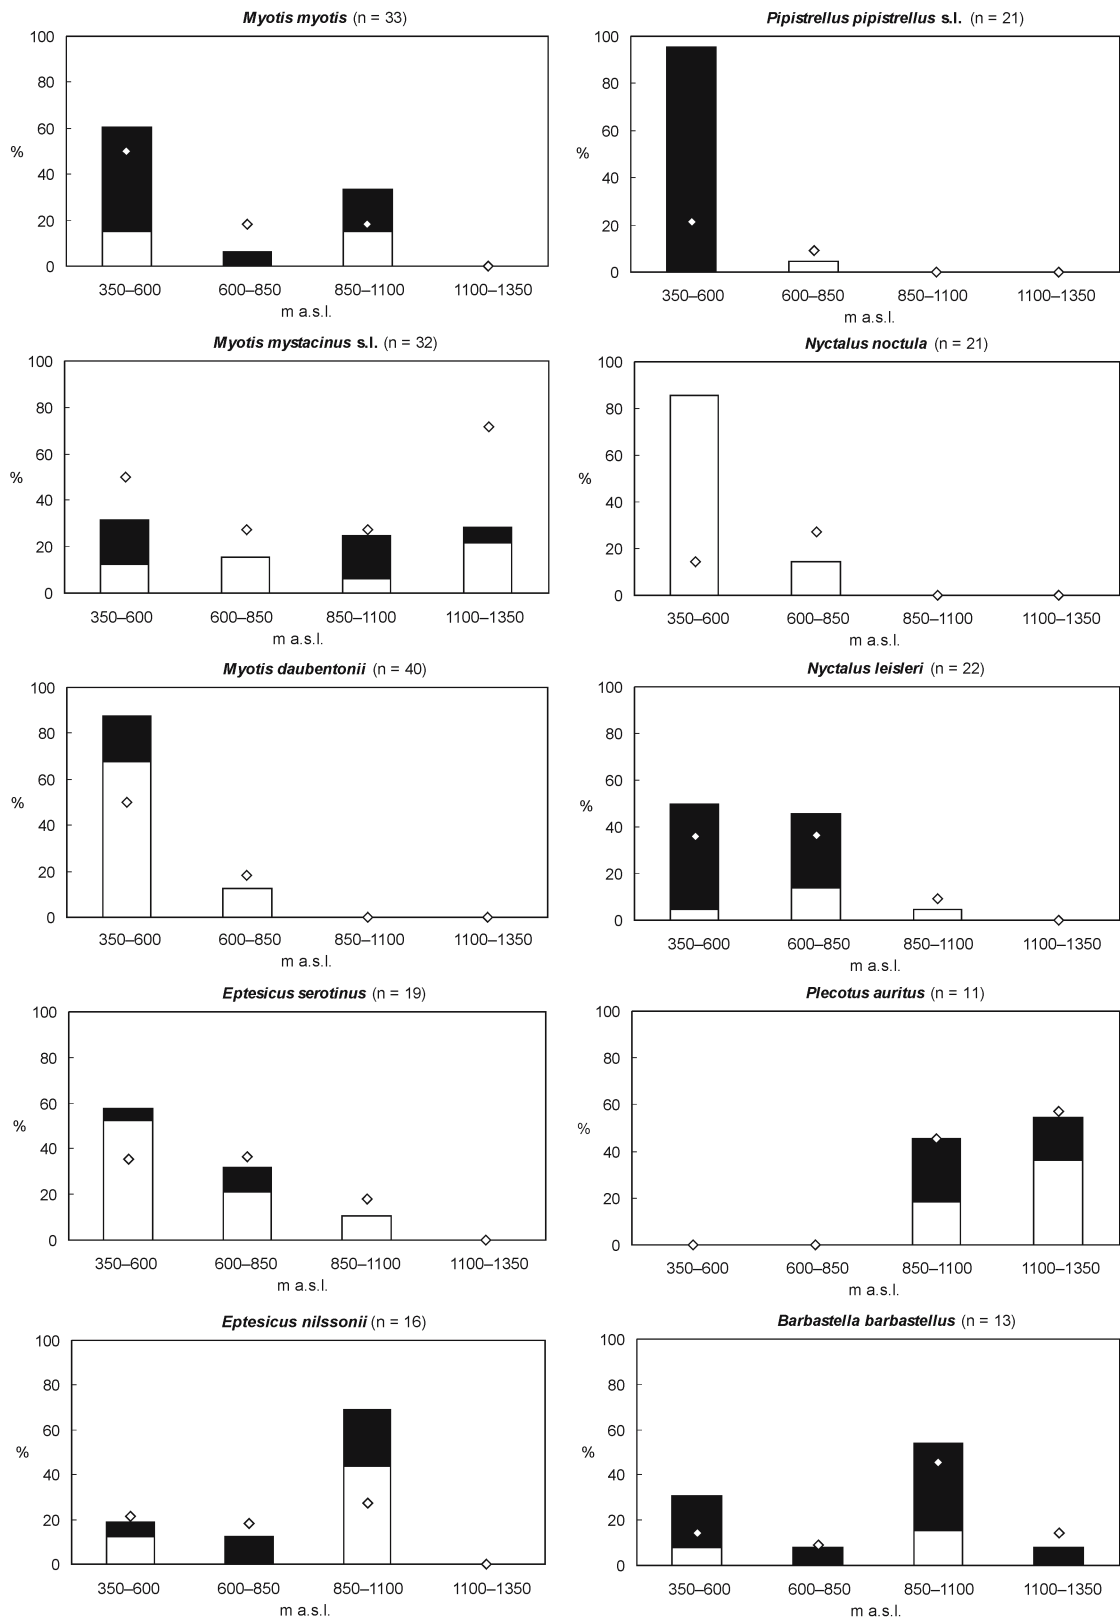 Myotis myotis (n = 33)
100
80
60
%
40
20
0
350–600 600–850 850–1100 1100–1350
m a.s.l.
Pipistrellus pipistrellus s.l. (n = 21)
100
80
60
%
40
20
0
350–600 600–850 850–1100 1100–1350
m a.s.l.
Myotis mystacinus s.l. (n = 32)
100
80
60
%
40
20
0
350–600 600–850 850–1100 1100–1350
m a.s.l.
Nyctalus noctula (n = 21)
100
80
60
%
40
20
0
350–600 600–850 850–1100 1100–1350
m a.s.l.
Myotis daubentonii (n = 40)
100
80
60
%
40
20
0
350–600 600–850 850–1100 1100–1350
m a.s.l.
Nyctalus leisleri (n = 22)
100
80
60
%
40
20
0
350–600 600–850 850–1100 1100–1350
m a.s.l.
Eptesicus serotinus (n = 19)
100
80
60
%
40
20
0
350–600 600–850 850–1100 1100–1350
m a.s.l.
Plecotus auritus (n = 11)
100
80
60
%
40
20
0
350–600 600–850 850–1100 1100–1350
m a.s.l.
Eptesicus nilssonii (n = 16)
100
80
60
%
40
20
0
350–600 600–850 850–1100 1100–1350
m a.s.l.
Barbastella barbastellus (n = 13)
100
80
60
%
40
20
0
350–600 600–850 850–1100 1100–1350
m a.s.l.